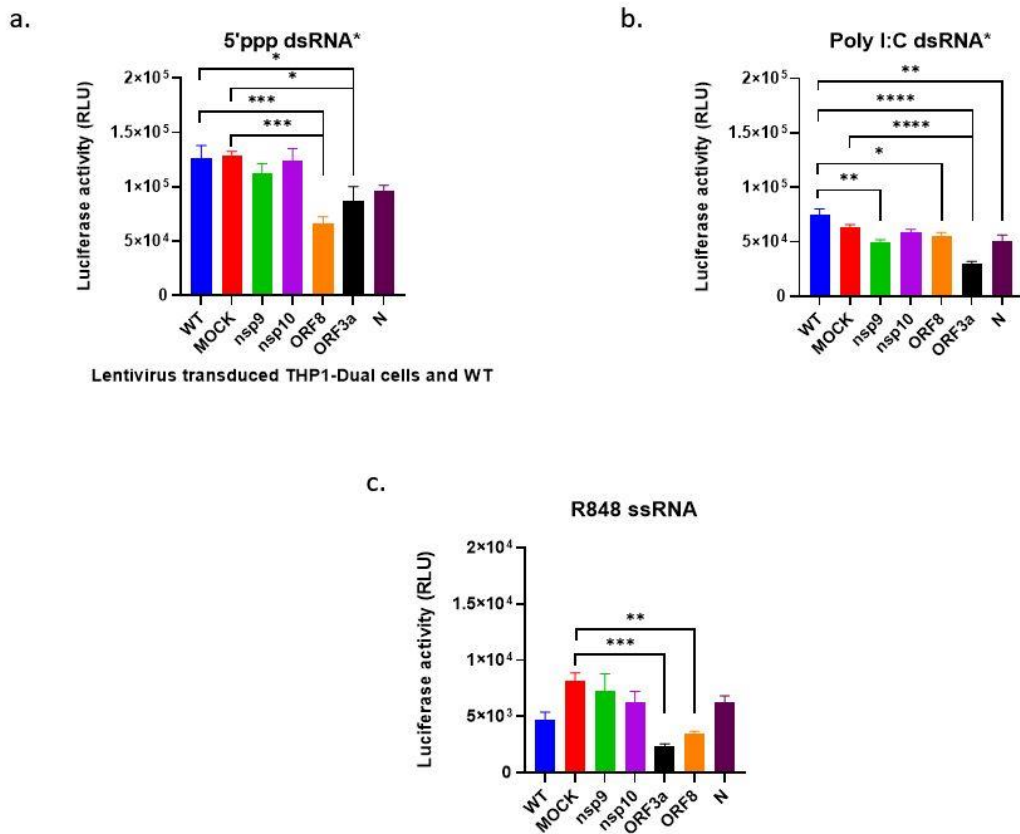 a.
5'ppp dsRNA*
Luciferase activity (RLU)
2×10⁵
1.5×10⁵
1×10⁵
5×10⁴
0
*
*
***
***
WT
MOCK
nsp9
nsp10
ORF8
ORF3a
N
Lentivirus transduced THP1-Dual cells and WT
b.
Poly I:C dsRNA*
Luciferase activity (RLU)
2×10⁵
1.5×10⁵
1×10⁵
5×10⁴
0
**
****
****
*
**
WT
MOCK
nsp9
nsp10
ORF8
ORF3a
N
c.
R848 ssRNA
Luciferase activity (RLU)
2×10⁴
1.5×10⁴
1×10⁴
5×10³
0
**
***
WT
MOCK
nsp9
nsp10
ORF3a
ORF8
N